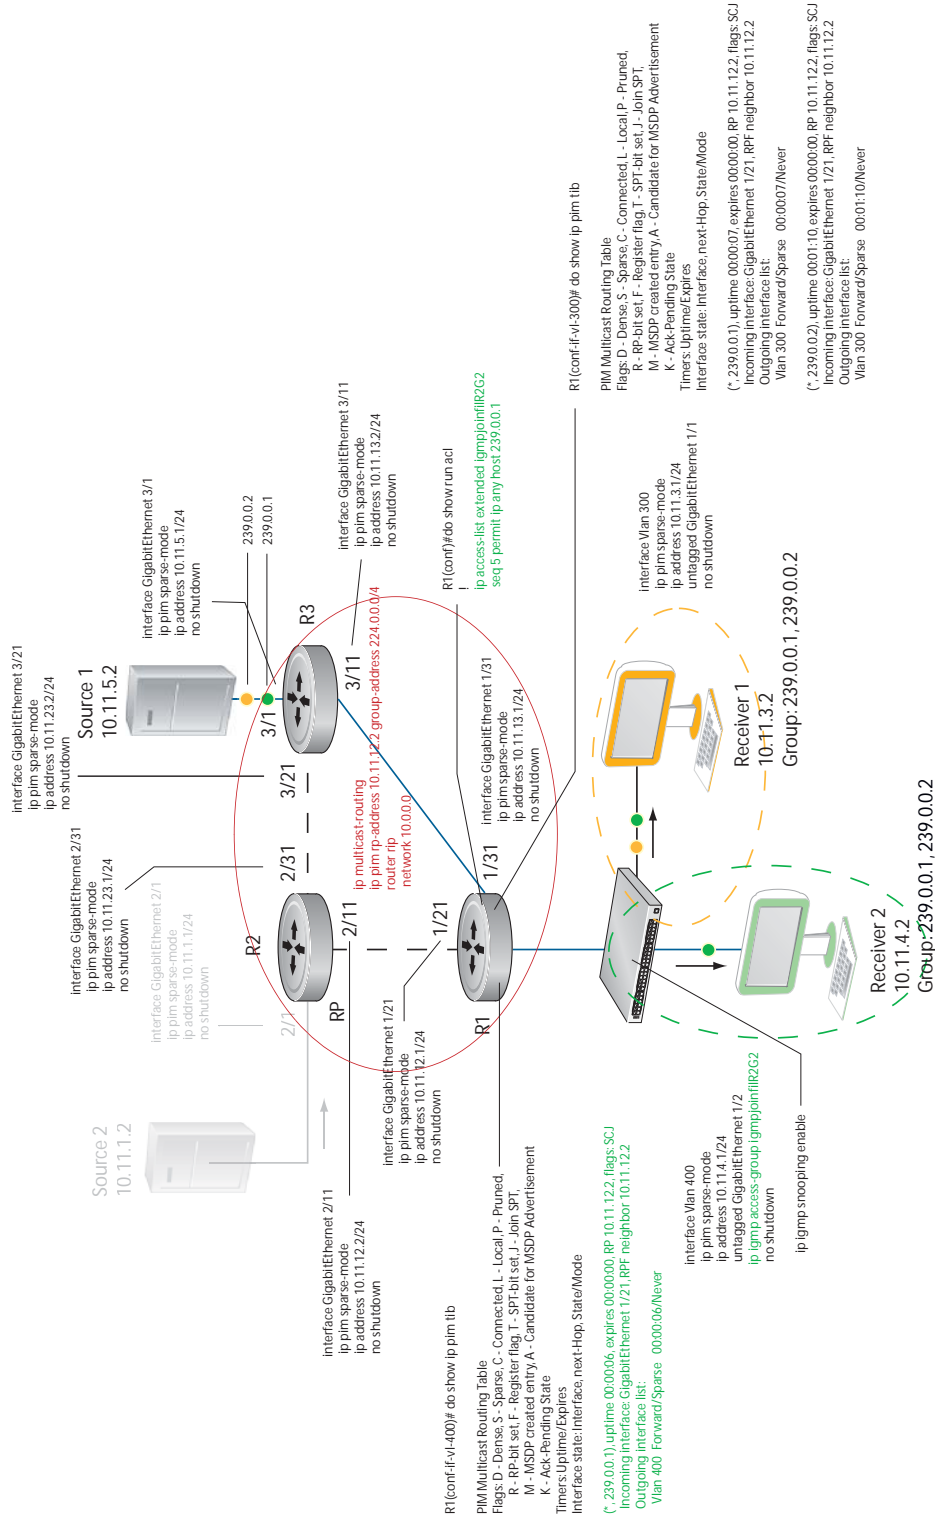 Source 2
10.11.1.2
2/1
interface GigabitEthernet 2/1
ip pim sparse-mode
ip address 10.11.1.1/24
no shutdown
interface GigabitEthernet 2/31
ip pim sparse-mode
ip address 10.11.23.1/24
no shutdown
interface GigabitEthernet 3/21
ip pim sparse-mode
ip address 10.11.23.2/24
no shutdown
Source 1
10.11.5.2
interface GigabitEthernet 3/1
ip pim sparse-mode
ip address 10.11.5.1/24
no shutdown
239.0.0.2
239.0.0.1
R2
2/31
3/21
3/1
R3
RP
2/11
3/11
interface GigabitEthernet 3/11
ip pim sparse-mode
ip address 10.11.13.2/24
no shutdown
interface GigabitEthernet 2/11
ip pim sparse-mode
ip address 10.11.12.2/24
no shutdown
ip multicast-routing
ip pim rp-address 10.11.12.2 group-address 224.0.0.0/4
router rip
network 10.0.0.0
interface GigabitEthernet 1/21
ip pim sparse-mode
ip address 10.11.12.1/24
no shutdown
1/21
1/31
R1
interface GigabitEthernet 1/31
ip pim sparse-mode
ip address 10.11.13.1/24
no shutdown
R1(conf)#do show run acl
!
ip access-list extended igmpjoinfilR2G2
seq 5 permit ip any host 239.0.0.1
R1(conf-if-vl-400)# do show ip pim tib
PIM Multicast Routing Table
Flags: D - Dense, S - Sparse, C - Connected, L - Local, P - Pruned,
R - RP-bit set, F - Register flag, T - SPT-bit set, J - Join SPT,
M - MSDP created entry, A - Candidate for MSDP Advertisement
K - Ack-Pending State
Timers: Uptime/Expires
Interface state: Interface, next-Hop, State/Mode
(*, 239.0.0.1), uptime 00:00:06, expires 00:00:00, RP 10.11.12.2, flags: SCJ
Incoming interface: GigabitEthernet 1/21, RPF neighbor 10.11.12.2
Outgoing interface list:
Vlan 400 Forward/Sparse 00:00:06/Never
R1(conf-if-vl-300)# do show ip pim tib
PIM Multicast Routing Table
Flags: D - Dense, S - Sparse, C - Connected, L - Local, P - Pruned,
R - RP-bit set, F - Register flag, T - SPT-bit set, J - Join SPT,
M - MSDP created entry, A - Candidate for MSDP Advertisement
K - Ack-Pending State
Timers: Uptime/Expires
Interface state: Interface, next-Hop, State/Mode
(*, 239.0.0.1), uptime 00:00:07, expires 00:00:00, RP 10.11.12.2, flags: SCJ
Incoming interface: GigabitEthernet 1/21, RPF neighbor 10.11.12.2
Outgoing interface list:
Vlan 300 Forward/Sparse 00:00:07/Never
(*, 239.0.0.2), uptime 00:01:10, expires 00:00:00, RP 10.11.12.2, flags: SCJ
Incoming interface: GigabitEthernet 1/21, RPF neighbor 10.11.12.2
Outgoing interface list:
Vlan 300 Forward/Sparse 00:01:10/Never
interface Vlan 300
ip pim sparse-mode
ip address 10.11.3.1/24
untagged GigabitEthernet 1/1
no shutdown
interface Vlan 400
ip pim sparse-mode
ip address 10.11.4.1/24
untagged GigabitEthernet 1/2
ip igmp access-group igmpjoinfilR2G2
no shutdown
ip igmp snooping enable
Receiver 1
10.11.3.2
Group: 239.0.0.1, 239.0.0.2
Receiver 2
10.11.4.2
Group: 239.0.0.1, 239.0.0.2